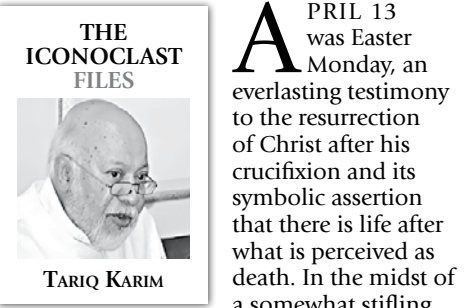 THE
ICONOCLAST
FILES
TARIQ KARIM
APRIL 13
was Easter
Monday, an
everlasting testimony
to the resurrection
of Christ after his
crucifixion and its
symbolic assertion
that there is life after
what is perceived as
death. In the midst of
a somewhat stifling